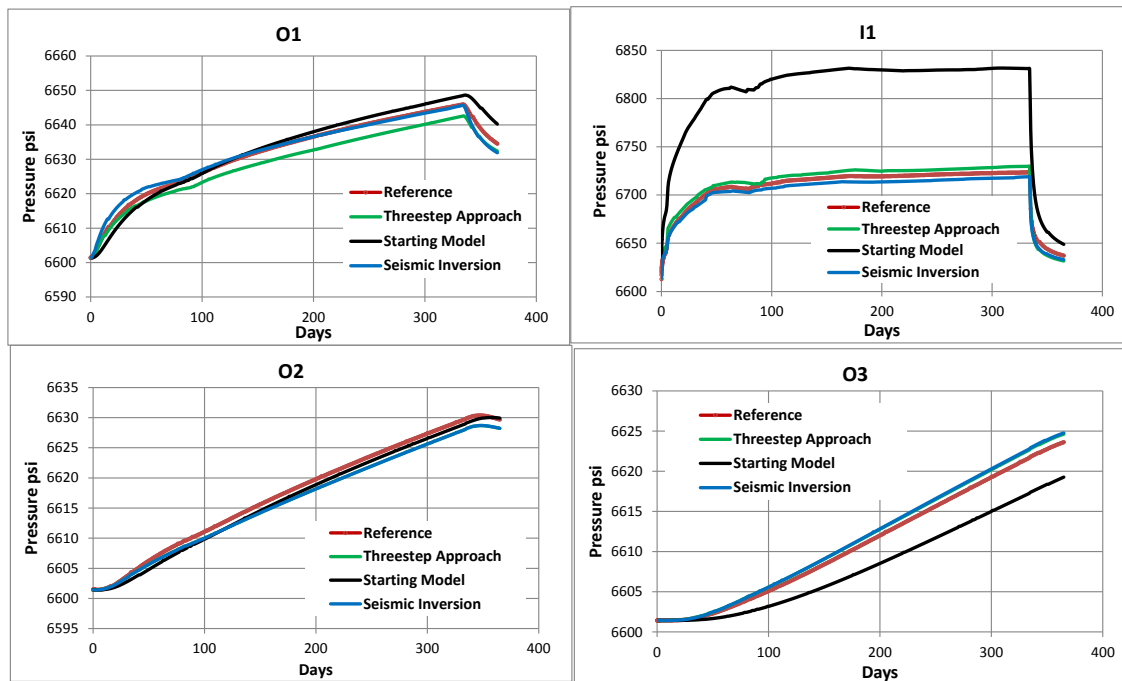 O1
6660
6650
6640
6630
6620
6610
6600
6590
Pressure psi
0 100 200 300 400
Days
Reference
Threestep Approach
Starting Model
Seismic Inversion
I1
6850
6800
6750
6700
6650
6600
Pressure psi
0 100 200 300 400
Days
Reference
Threestep Approach
Starting Model
Seismic Inversion
O2
6635
6630
6625
6620
6615
6610
6605
6600
6595
Pressure psi
0 100 200 300 400
Days
Reference
Threestep Approach
Starting Model
Seismic Inversion
O3
6630
6625
6620
6615
6610
6605
6600
Pressure psi
0 100 200 300 400
Days
Reference
Threestep Approach
Starting Model
Seismic Inversion